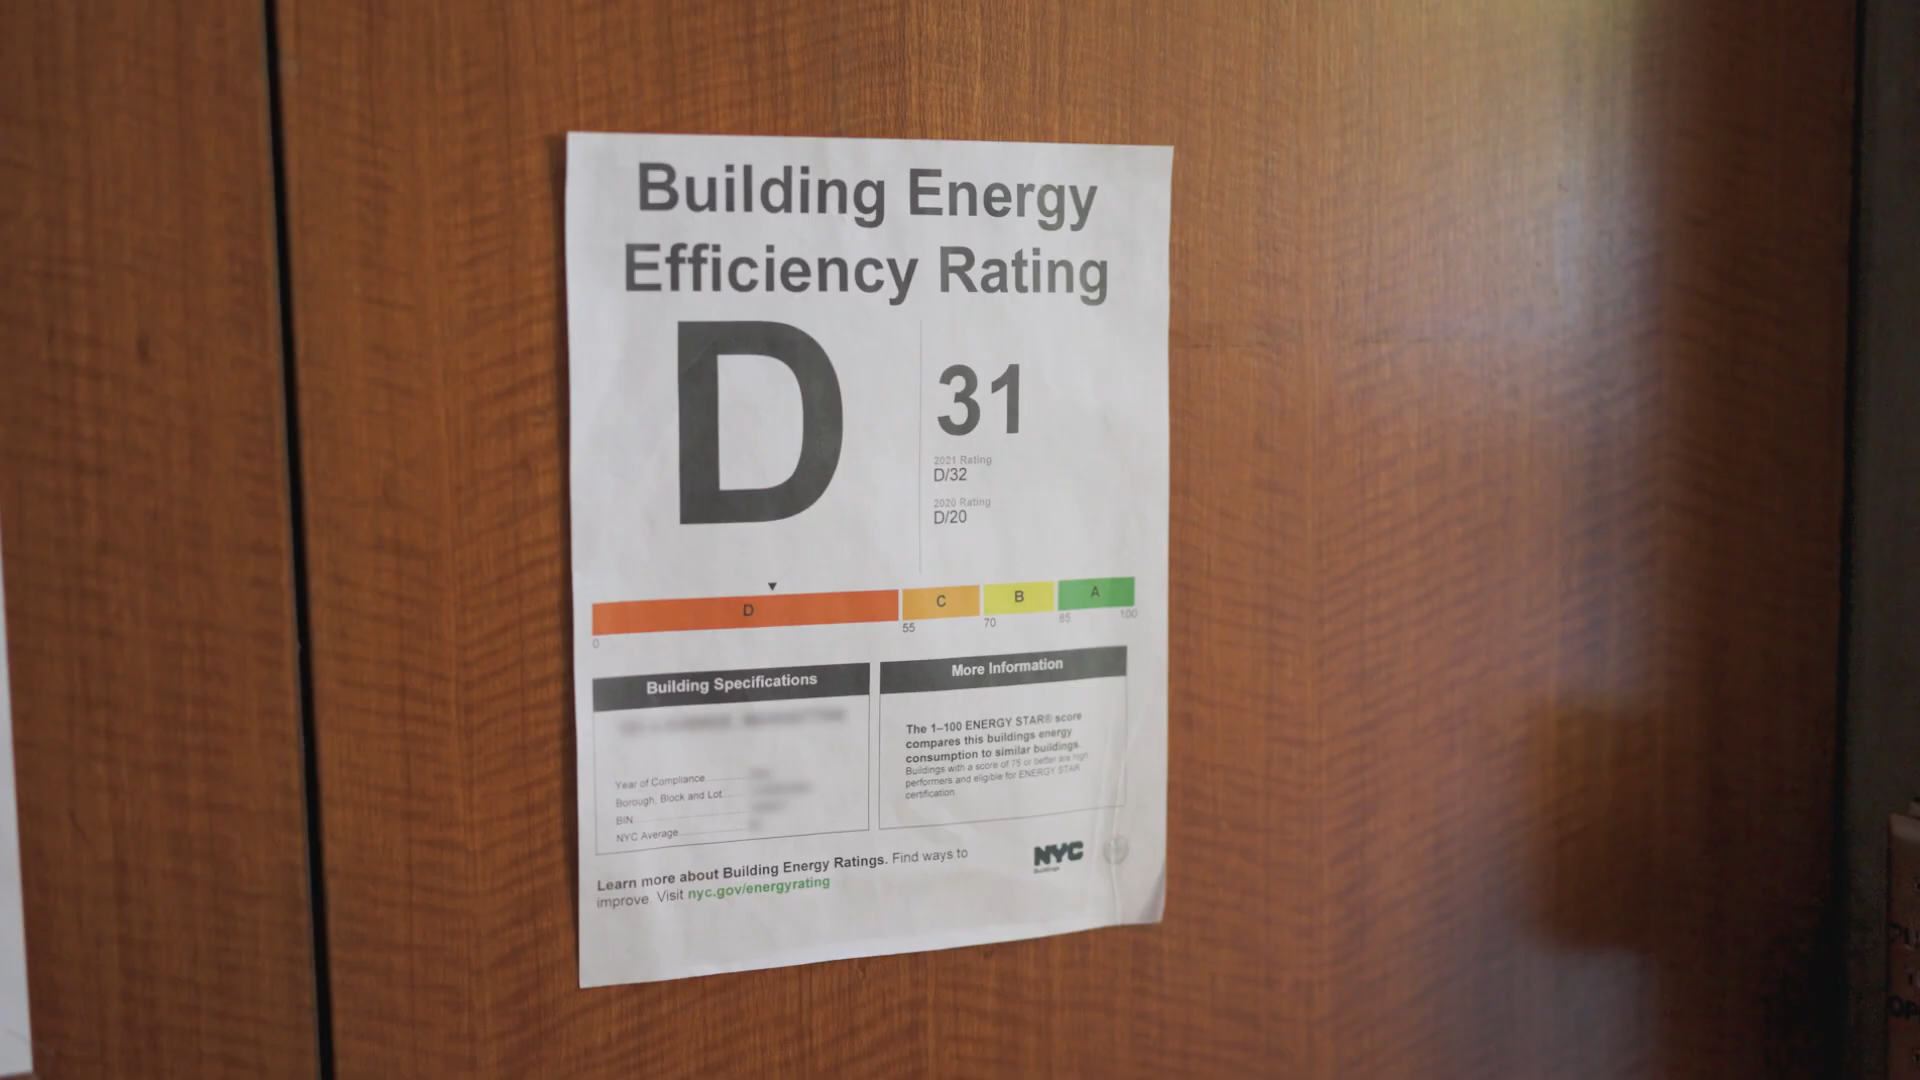 Building Energy
Efficiency Rating
D
31
2021 Rating
D/32
2020 Rating
D/20
D
C
B
A
0
55
70
85
100
Building Specifications
Year of Compliance
Borough, Block and Lot
BIN
NYC Average
More Information
The 1–100 ENERGY STAR® score
compares this buildings energy
consumption to similar buildings.
Buildings with a score of 75 or better are high
performers and eligible for ENERGY STAR
certification
Learn more about Building Energy Ratings. Find ways to
improve. Visit nyc.gov/energyrating
NYC
Buildings